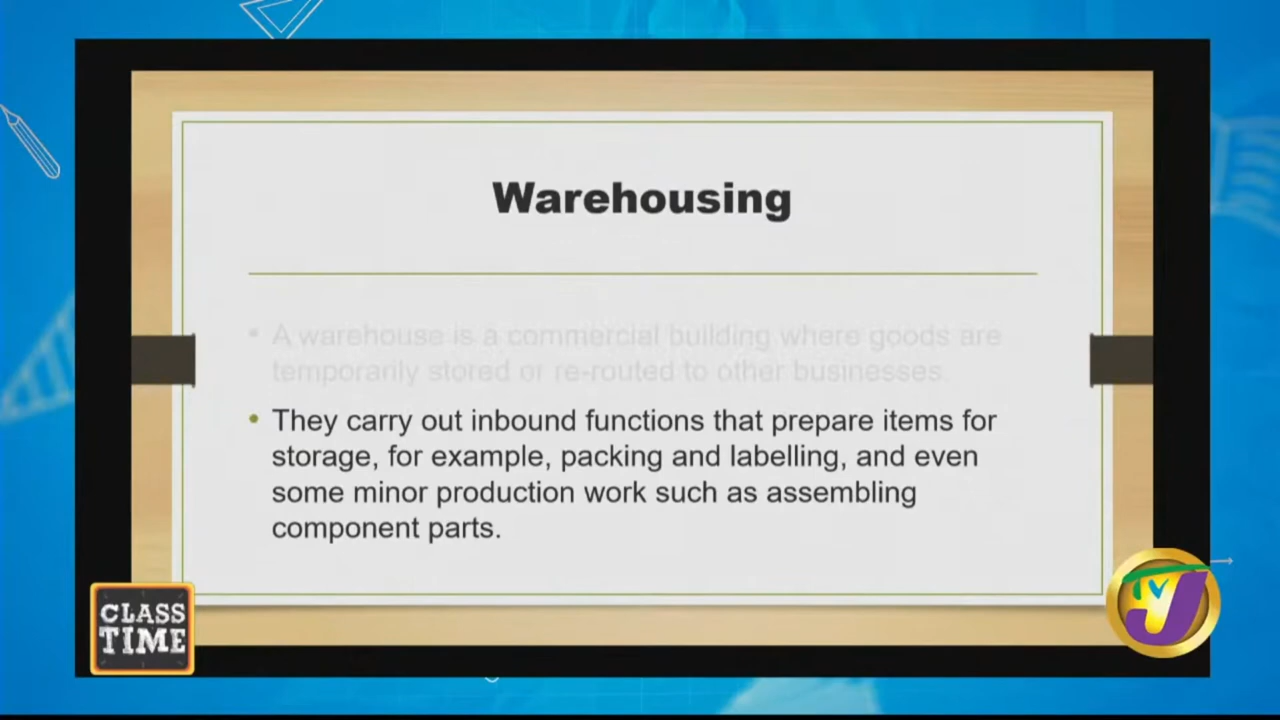 Warehousing
• A warehouse is a commercial building where goods are
temporarily stored or re-routed to other businesses.
• They carry out inbound functions that prepare items for
storage, for example, packing and labelling, and even
some minor production work such as assembling
component parts.
CLASS
TIME
TVJ